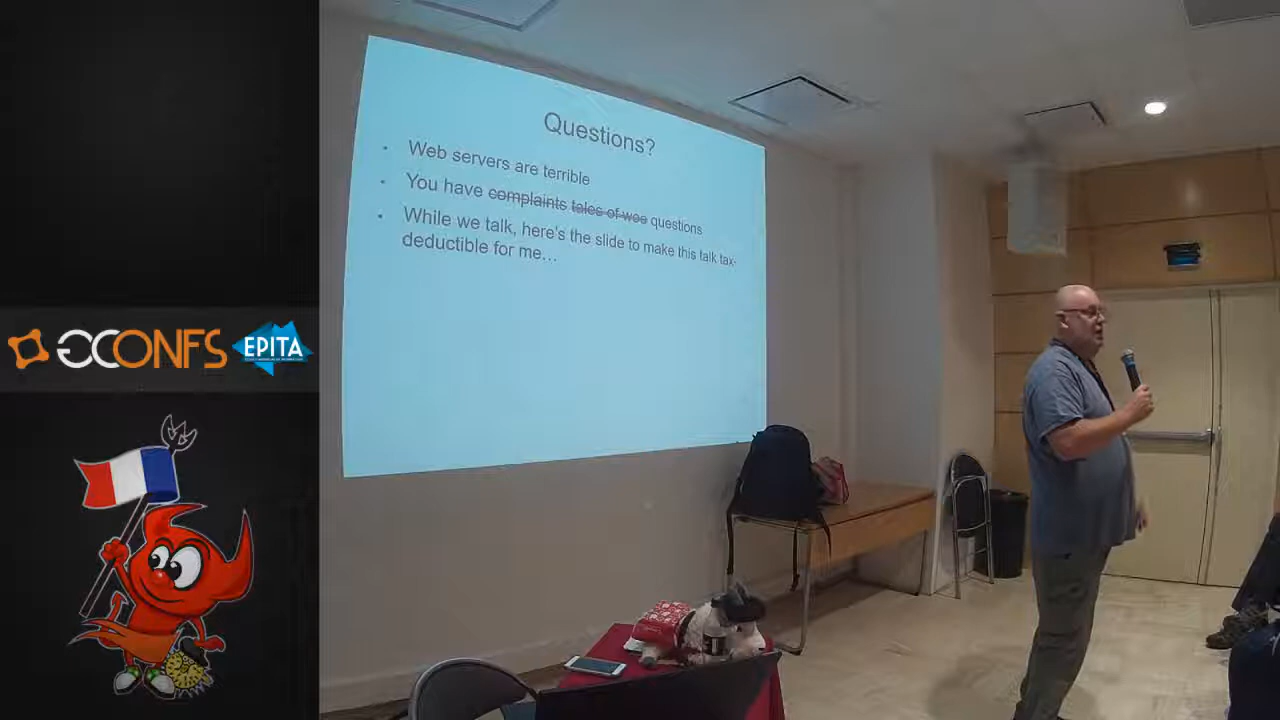 Questions?
Web servers are terrible
You have complaints tales of woe questions
While we talk, here's the slide to make this talk tax-
deductible for me…
GCONFS
EPITA